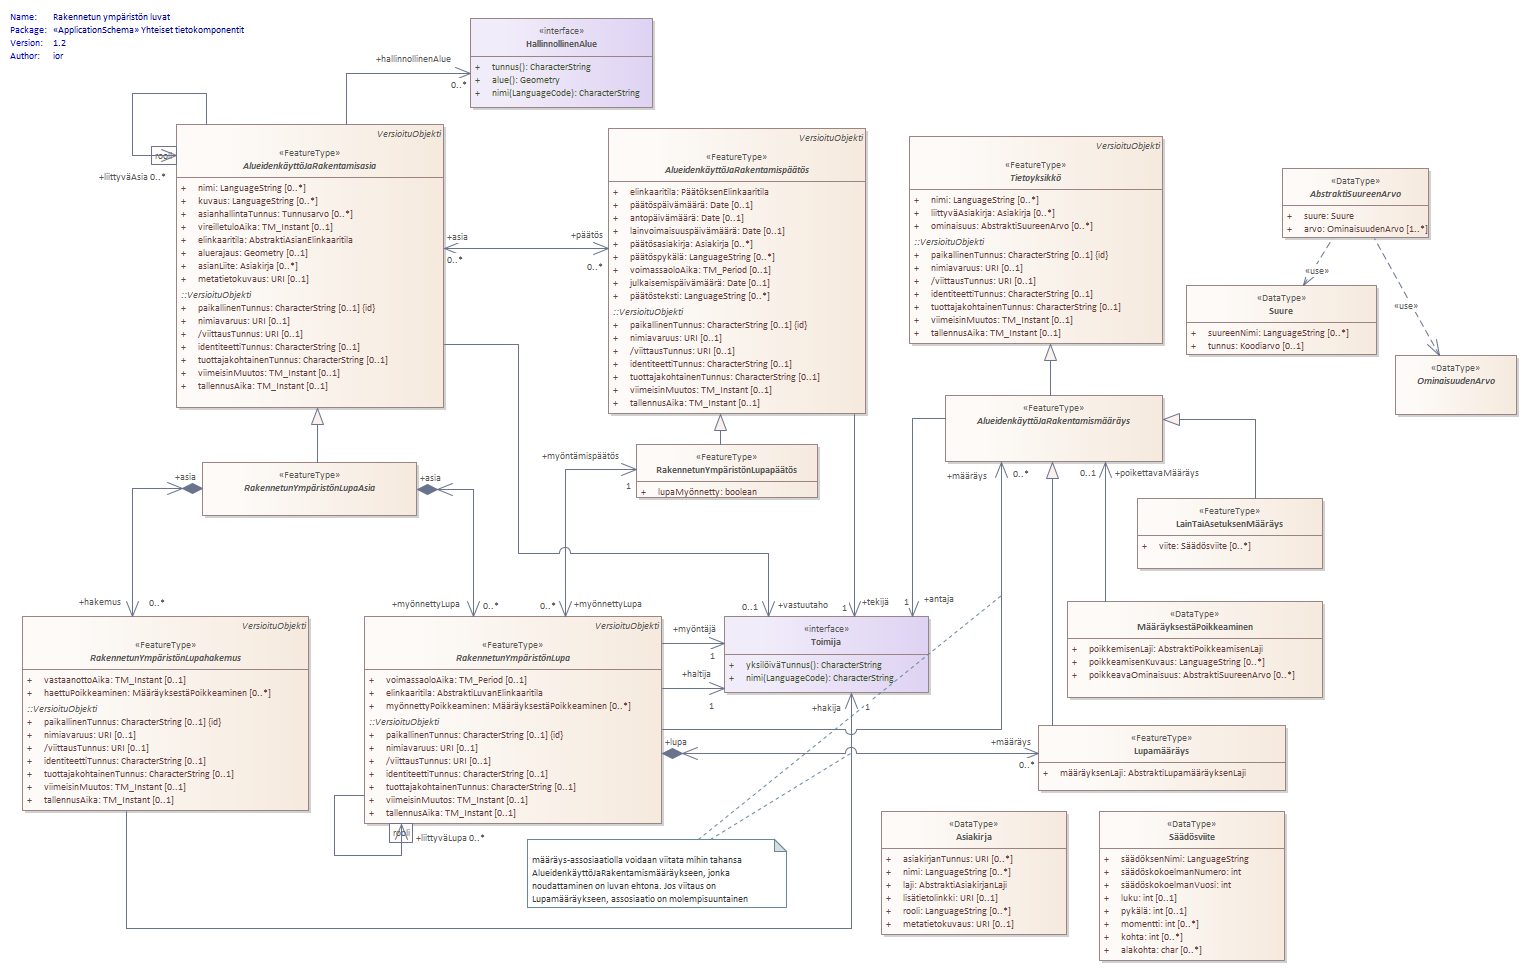 Name: Rakennetun ympäristön luvat
Package: «ApplicationSchema» Yhteiset tietokomponentit
Version: 1.2
Author: ior
«interface»
HallinnollinenAlue
+ tunnus(): CharacterString
+ alue(): Geometry
+ nimi(LanguageCode): CharacterString
+hallinnollinenAlue
0..*
VersioituObjekti
«FeatureType»
AlueidenkäyttöJaRakentamisasia
+ nimi: LanguageString [0..*]
+ kuvaus: LanguageString [0..*]
+ asianhallintaTunnus: Tunnusarvo [0..*]
+ vireilletuloAika: TM_Instant [0..1]
+ elinkaaritila: AbstraktiAsianElinkaaritila
+ aluerajaus: Geometry [0..1]
+ asianLiite: Asiakirja [0..*]
+ metatietokuvaus: URI [0..1]
::VersioituObjekti
+ paikallinenTunnus: CharacterString [0..1] {id}
+ nimiavaruus: URI [0..1]
+ /viittausTunnus: URI [0..1]
+ identiteettiTunnus: CharacterString [0..1]
+ tuottajakohtainenTunnus: CharacterString [0..1]
+ viimeisinMuutos: TM_Instant [0..1]
+ tallennusAika: TM_Instant [0..1]
rooli
+liittyväAsia 0..*
+asia
0..*
+päätös
0..*
VersioituObjekti
«FeatureType»
AlueidenkäyttöJaRakentamispäätös
+ elinkaaritila: PäätöksenElinkaaritila
+ päätöspäivämäärä: Date [0..1]
+ antopäivämäärä: Date [0..1]
+ lainvoimaisuuspäivämäärä: Date [0..1]
+ päätösasiakirja: Asiakirja [0..*]
+ päätöspykälä: LanguageString [0..*]
+ voimassaoloAika: TM_Period [0..1]
+ julkaisemispäivämäärä: Date [0..1]
+ päätösteksti: LanguageString [0..*]
::VersioituObjekti
+ paikallinenTunnus: CharacterString [0..1] {id}
+ nimiavaruus: URI [0..1]
+ /viittausTunnus: URI [0..1]
+ identiteettiTunnus: CharacterString [0..1]
+ tuottajakohtainenTunnus: CharacterString [0..1]
+ viimeisinMuutos: TM_Instant [0..1]
+ tallennusAika: TM_Instant [0..1]
VersioituObjekti
«FeatureType»
Tietoyksikkö
+ nimi: LanguageString [0..*]
+ liittyväAsiakirja: Asiakirja [0..*]
+ ominaisuus: AbstraktiSuureenArvo [0..*]
::VersioituObjekti
+ paikallinenTunnus: CharacterString [0..1] {id}
+ nimiavaruus: URI [0..1]
+ /viittausTunnus: URI [0..1]
+ identiteettiTunnus: CharacterString [0..1]
+ tuottajakohtainenTunnus: CharacterString [0..1]
+ viimeisinMuutos: TM_Instant [0..1]
+ tallennusAika: TM_Instant [0..1]
«DataType»
AbstraktiSuureenArvo
+ suure: Suure
+ arvo: OminaisuudenArvo [1..*]
«use»
«use»
«DataType»
Suure
+ suureenNimi: LanguageString [0..*]
+ tunnus: Koodiarvo [0..1]
«DataType»
OminaisuudenArvo
«FeatureType»
AlueidenkäyttöJaRakentamismääräys
+määräys
0..*
0..1
+poikettavaMääräys
«FeatureType»
RakennetunYmpäristönLupaAsia
+asia
+asia
+myöntämispäätös
1
«FeatureType»
RakennetunYmpäristönLupapäätös
+ lupaMyönnetty: boolean
«FeatureType»
LainTaiAsetuksenMääräys
+ viite: Säädösviite [0..*]
+hakemus
0..*
+myönnettyLupa
0..*
0..*
+myönnettyLupa
0..1
+vastuutaho
1
+tekijä
1
+antaja
VersioituObjekti
«FeatureType»
RakennetunYmpäristönLupahakemus
+ vastaanottoAika: TM_Instant [0..1]
+ haettuPoikkeaminen: MääräyksestäPoikkeaminen [0..*]
::VersioituObjekti
+ paikallinenTunnus: CharacterString [0..1] {id}
+ nimiavaruus: URI [0..1]
+ /viittausTunnus: URI [0..1]
+ identiteettiTunnus: CharacterString [0..1]
+ tuottajakohtainenTunnus: CharacterString [0..1]
+ viimeisinMuutos: TM_Instant [0..1]
+ tallennusAika: TM_Instant [0..1]
VersioituObjekti
«FeatureType»
RakennetunYmpäristönLupa
+ voimassaoloAika: TM_Period [0..1]
+ elinkaaritila: AbstraktiLuvanElinkaaritila
+ myönnettyPoikkeaminen: MääräyksestäPoikkeaminen [0..*]
::VersioituObjekti
+ paikallinenTunnus: CharacterString [0..1] {id}
+ nimiavaruus: URI [0..1]
+ /viittausTunnus: URI [0..1]
+ identiteettiTunnus: CharacterString [0..1]
+ tuottajakohtainenTunnus: CharacterString [0..1]
+ viimeisinMuutos: TM_Instant [0..1]
+ tallennusAika: TM_Instant [0..1]
rooli
+liittyväLupa 0..*
+myöntäjä
1
+haltija
1
«interface»
Toimija
+ yksilöiväTunnus(): CharacterString
+ nimi(LanguageCode): CharacterString
+hakija
1
«DataType»
MääräyksestäPoikkeaminen
+ poikkemisenLaji: AbstraktiPoikkeamisenLaji
+ poikkeamisenKuvaus: LanguageString [0..*]
+ poikkeavaOminaisuus: AbstraktiSuureenArvo [0..*]
+lupa
+määräys
0..*
«FeatureType»
Lupamääräys
+ määräyksenLaji: AbstraktiLupamääräyksenLaji
määräys-assosiaatiolla voidaan viitata mihin tahansa
AlueidenkäyttöJaRakentamismääräykseen, jonka
noudattaminen on luvan ehtona. Jos viitaus on
Lupamääräykseen, assosiaatio on molempisuuntainen
«DataType»
Asiakirja
+ asiakirjanTunnus: URI [0..*]
+ nimi: LanguageString [0..*]
+ laji: AbstraktiAsiakirjanLaji
+ lisätietolinkki: URI [0..1]
+ rooli: LanguageString [0..*]
+ metatietokuvaus: URI [0..1]
«DataType»
Säädösviite
+ säädöksenNimi: LanguageString
+ säädöskokoelmanNumero: int
+ säädöskokoelmanVuosi: int
+ luku: int [0..1]
+ pykälä: int [0..1]
+ momentti: int [0..*]
+ kohta: int [0..*]
+ alakohta: char [0..*]